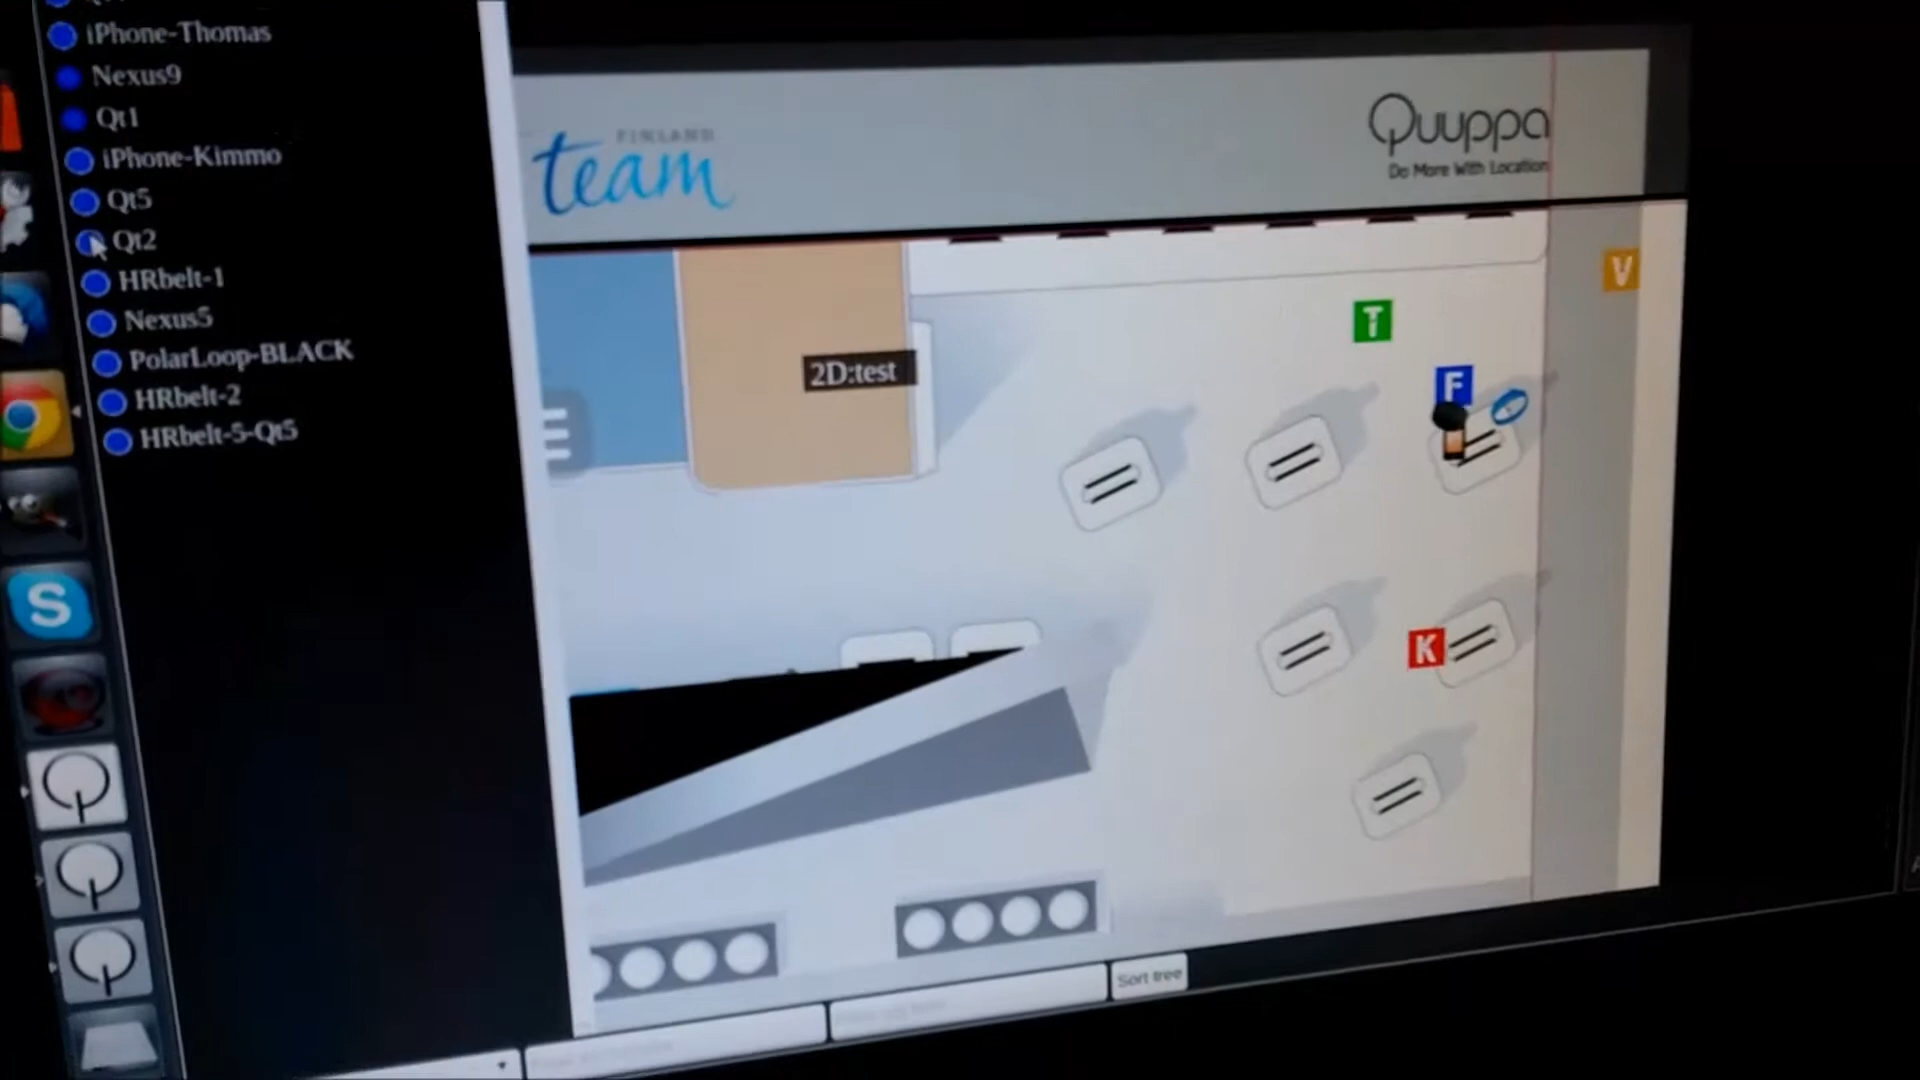 iPhone-Thomas
Nexus9
Qt1
iPhone-Kimmo
Qt5
Qt2
HRbelt-1
Nexus5
PolarLoop-BLACK
HRbelt-2
HRbelt-5-Qt5
FINLAND
team
Quuppa
Do More With Location
V
T
2D:test
F
K
S
Sort tree